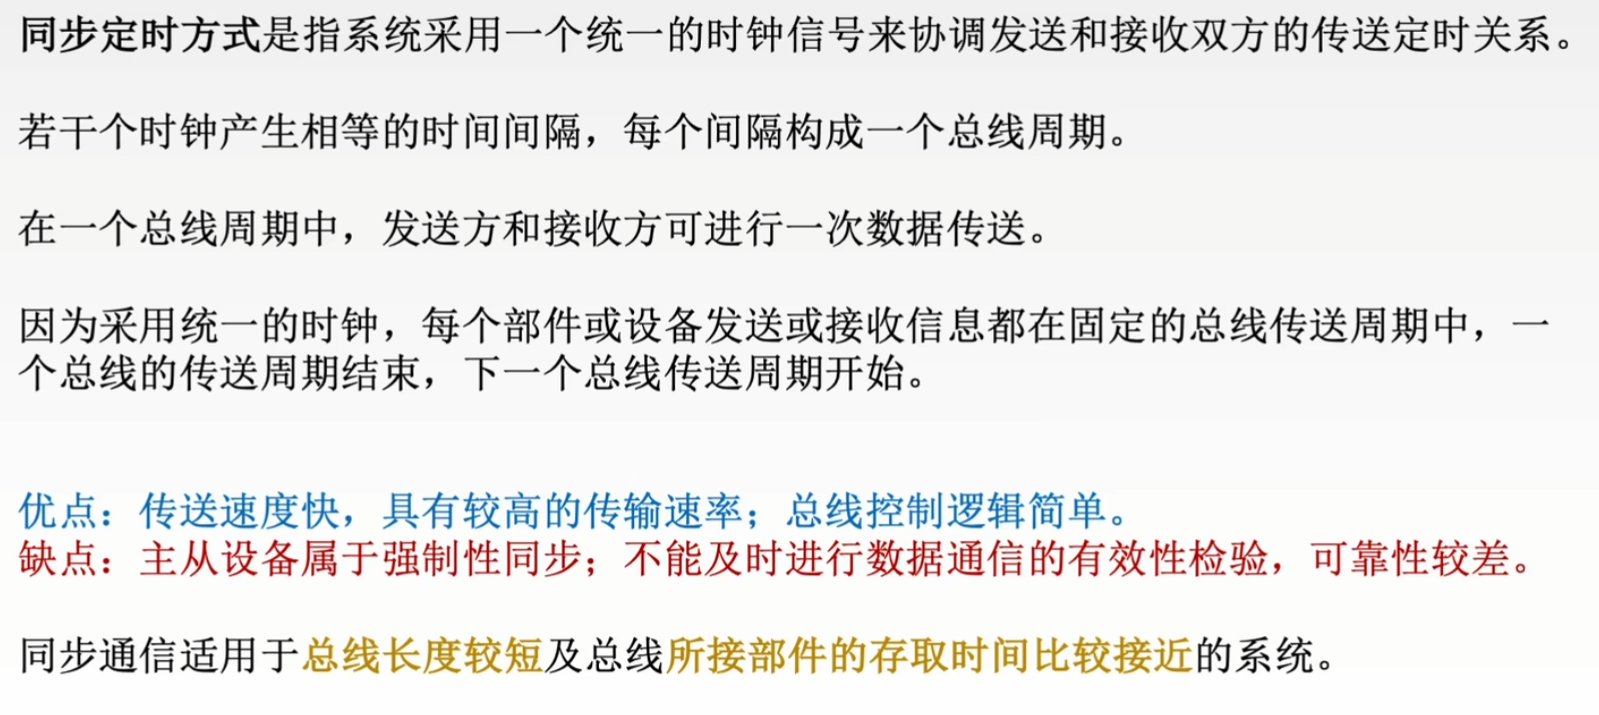 同步定时方式是指系统采用一个统一的时钟信号来协调发送和接收双方的传送定时关系。
若干个时钟产生相等的时间间隔，每个间隔构成一个总线周期。
在一个总线周期中，发送方和接收方可进行一次数据传送。
因为采用统一的时钟，每个部件或设备发送或接收信息都在固定的总线传送周期中，一
个总线的传送周期结束，下一个总线传送周期开始。
优点：传送速度快，具有较高的传输速率；总线控制逻辑简单。
缺点：主从设备属于强制性同步；不能及时进行数据通信的有效性检验，可靠性较差。
同步通信适用于总线长度较短及总线所接部件的存取时间比较接近的系统。